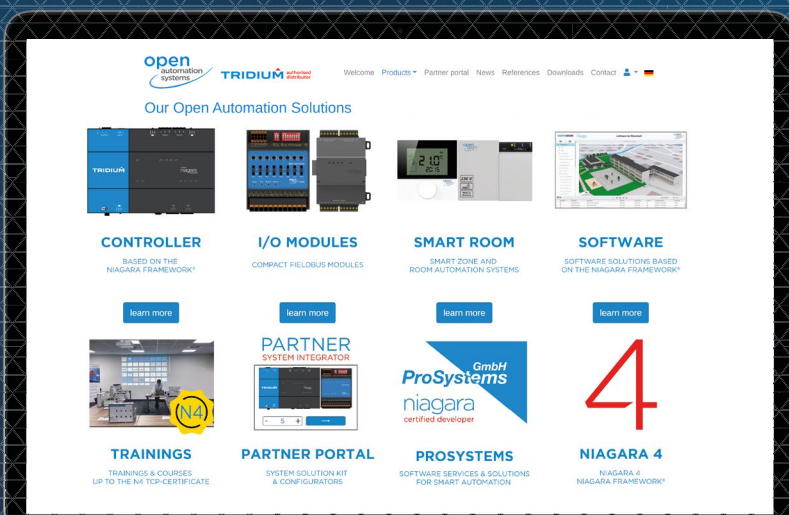 open
automation
systems
TRIDIUM authorised
distributor
Welcome Products Partner portal News References Downloads Contact
Our Open Automation Solutions
TRIDIUM
niagara
21.0°
20:15
CONTROLLER
BASED ON THE
NIAGARA FRAMEWORK®
I/O MODULES
COMPACT FIELDBUS MODULES
SMART ROOM
SMART ZONE AND
ROOM AUTOMATION SYSTEMS
SOFTWARE
SOFTWARE SOLUTIONS BASED
ON THE NIAGARA FRAMEWORK®
learn more
learn more
learn more
learn more
N4
PARTNER
SYSTEM INTEGRATOR
TRIDIUM
- 5 +
GmbH
ProSystems
niagara
certified developer
4
TRAININGS
TRAININGS & COURSES
UP TO THE N4 TCP-CERTIFICATE
PARTNER PORTAL
SYSTEM SOLUTION KIT
& CONFIGURATORS
PROSYSTEMS
SOFTWARE SERVICES & SOLUTIONS
FOR SMART AUTOMATION
NIAGARA 4
NIAGARA 4
NIAGARA FRAMEWORK®